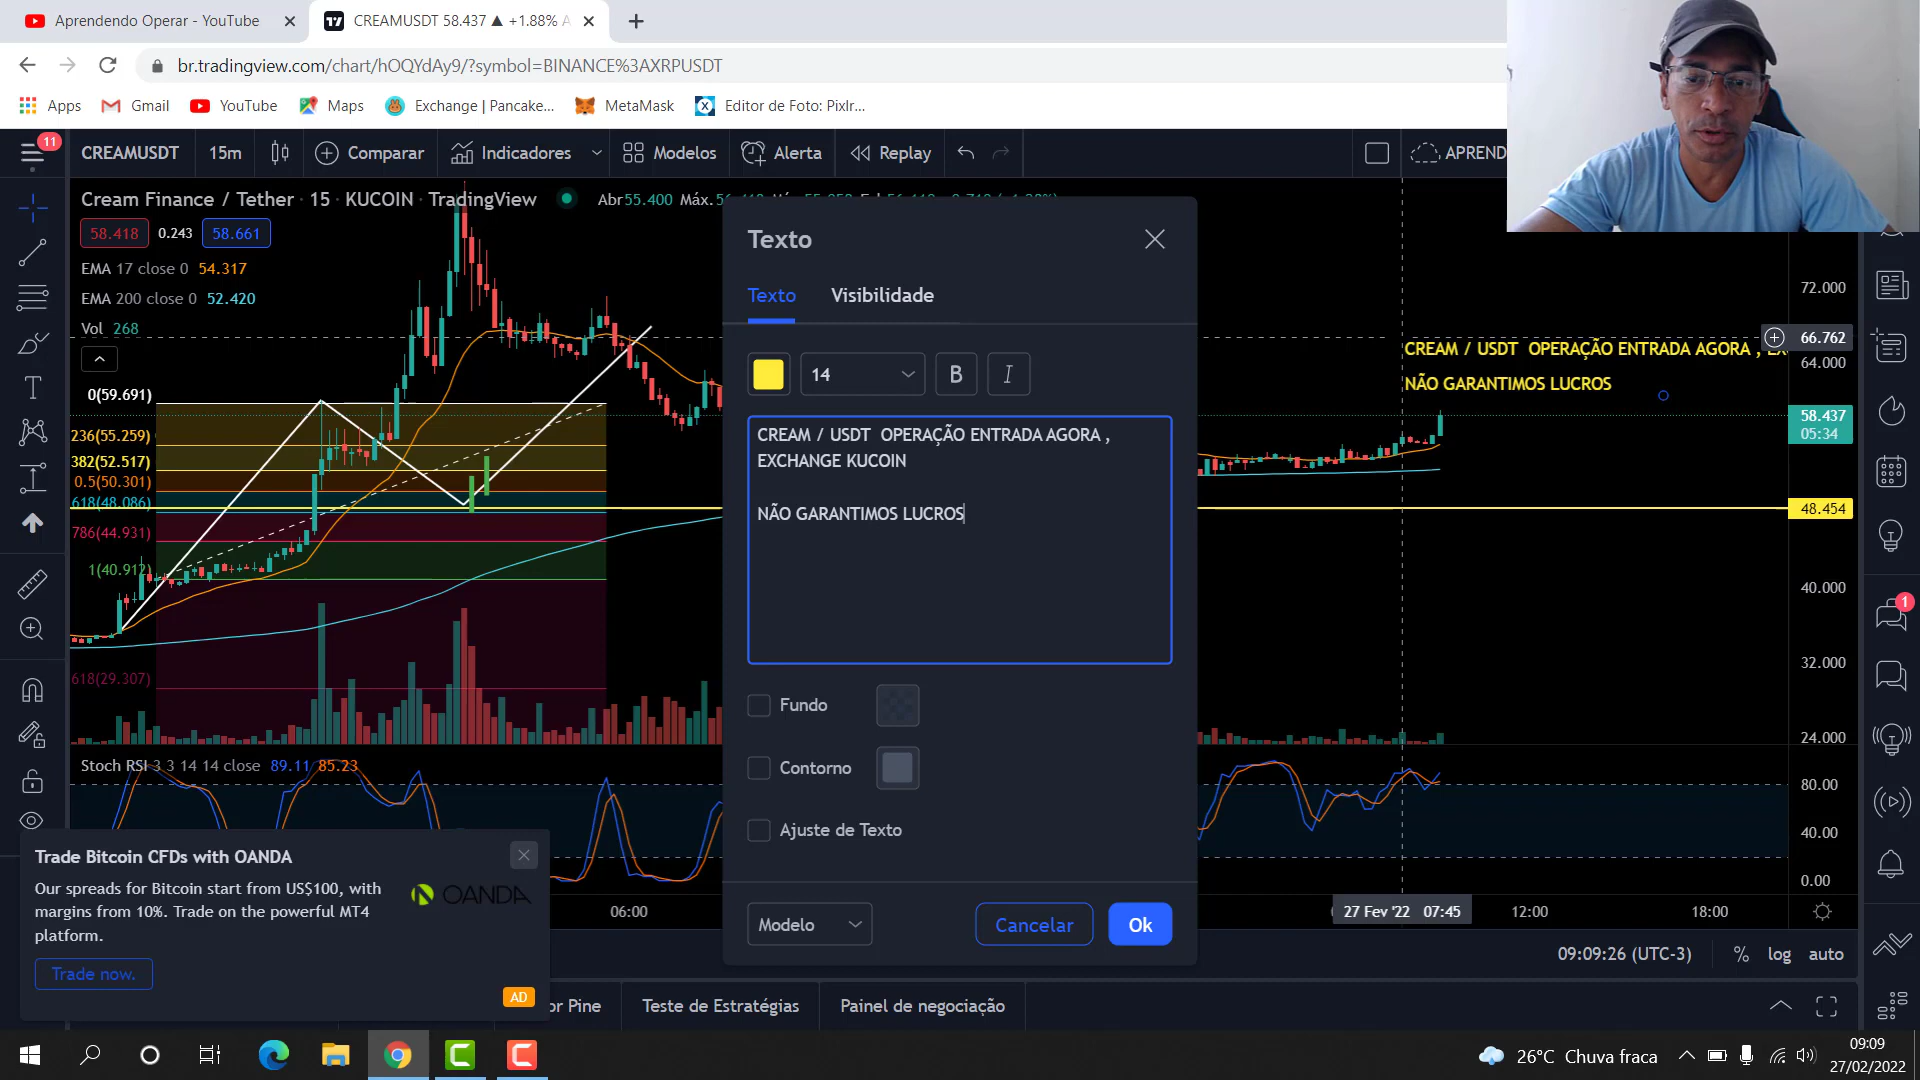 Aprendendo Operar - YouTube
CREAMUSDT 58.437 ▲ +1.88%
br.tradingview.com/chart/hOQYdAy9/?symbol=BINANCE%3AXRPUSDT
Apps
Gmail
YouTube
Maps
Exchange | Pancake...
MetaMask
Editor de Foto: Pixlr...
11
CREAMUSDT
15m
Comparar
Indicadores
Modelos
Alerta
Replay
APREND
Cream Finance / Tether · 15 · KUCOIN · TradingView
Abr55.400 Máx.
58.418
0.243
58.661
EMA 17 close 0 54.317
EMA 200 close 0 52.420
Vol 268
0(59.691)
236(55.259)
382(52.517)
0.5(50.301)
618(48.086)
786(44.931)
1(40.912)
618(29.307)
Texto
Texto
Visibilidade
14
B
I
CREAM / USDT OPERAÇÃO ENTRADA AGORA ,
EXCHANGE KUCOIN
NÃO GARANTIMOS LUCROS
Fundo
Contorno
Ajuste de Texto
Modelo
Cancelar
Ok
CREAM / USDT OPERAÇÃO ENTRADA AGORA ,
NÃO GARANTIMOS LUCROS
72.000
66.762
64.000
58.437
05:34
48.454
40.000
32.000
24.000
80.00
40.00
0.00
1
Stoch RSI 3 3 14 14 close 89.11 85.23
Trade Bitcoin CFDs with OANDA
Our spreads for Bitcoin start from US$100, with
margins from 10%. Trade on the powerful MT4
platform.
OANDA
Trade now.
AD
06:00
27 Fev '22 07:45
12:00
18:00
09:09:26 (UTC-3)
%
log
auto
or Pine
Teste de Estratégias
Painel de negociação
26°C Chuva fraca
09:09
27/02/2022